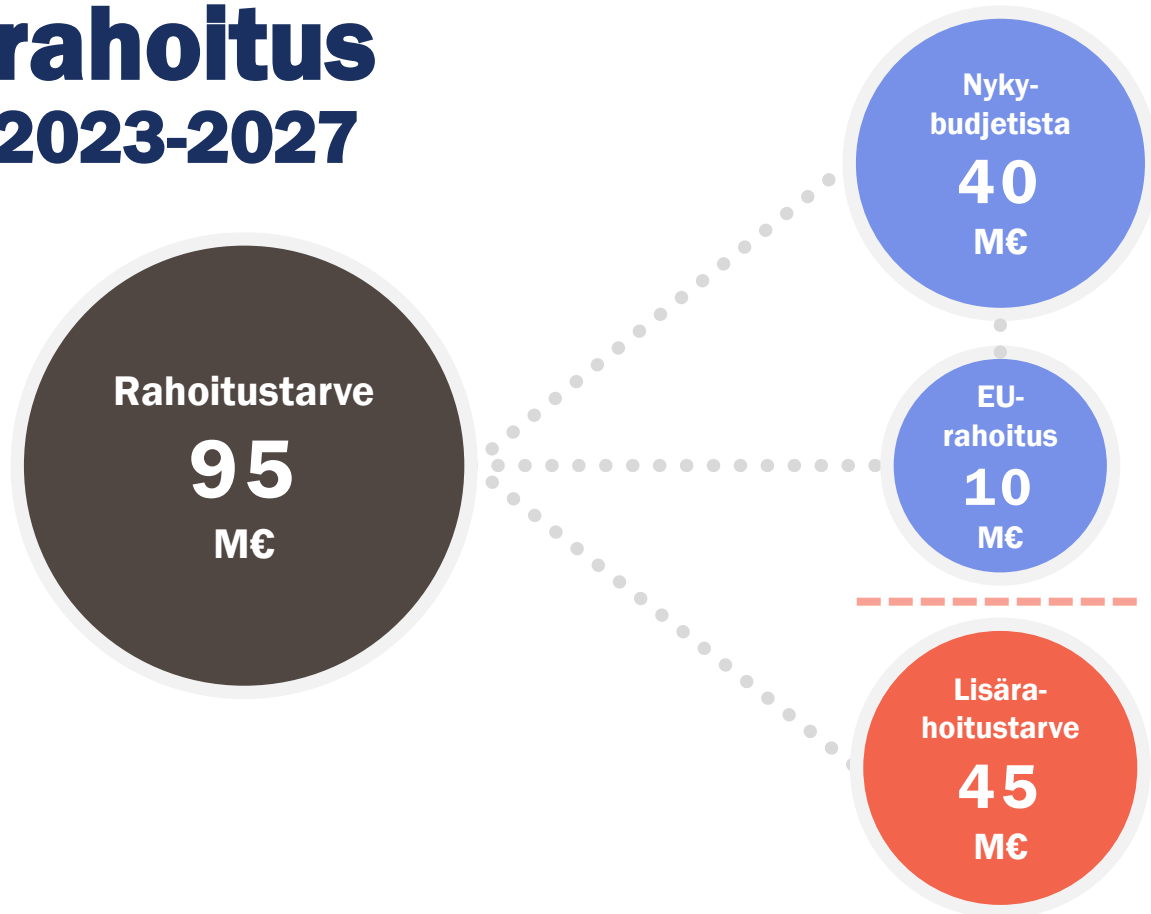 rahoitus
2023-2027
Rahoitustarve
95
M€
Nyky-
budjetista
40
M€
EU-
rahoitus
10
M€
Lisära-
hoitustarve
45
M€